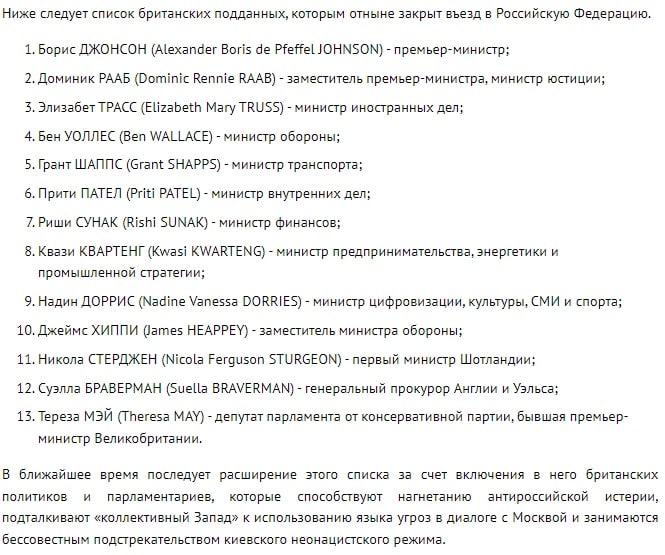 Ниже следует список британских подданных, которым отныне закрыт въезд в Российскую Федерацию.
1. Борис ДЖОНСОН (Alexander Boris de Pfeffel JOHNSON) - премьер-министр;
2. Доминик РААБ (Dominic Rennie RAAB) - заместитель премьер-министра, министр юстиции;
3. Элизабет ТРАСС (Elizabeth Mary TRUSS) - министр иностранных дел;
4. Бен УОЛЛЕС (Ben WALLACE) - министр обороны;
5. Грант ШАППС (Grant SHAPPS) - министр транспорта;
6. Прити ПАТЕЛ (Priti PATEL) - министр внутренних дел;
7. Риши СУНАК (Rishi SUNAK) - министр финансов;
8. Квази КВАРТЕНГ (Kwasi KWARTENG) - министр предпринимательства, энергетики и
промышленной стратегии;
9. Надин ДОРРИС (Nadine Vanessa DORRIES) - министр цифровизации, культуры, СМИ и спорта;
10. Джеймс ХИППИ (James HEAPPEY) - заместитель министра обороны;
11. Никола СТЕРДЖЕН (Nicola Ferguson STURGEON) - первый министр Шотландии;
12. Суэлла БРАВЕРМАН (Suella BRAVERMAN) - генеральный прокурор Англии и Уэльса;
13. Тереза МЭЙ (Theresa MAY) - депутат парламента от консервативной партии, бывшая премьер-
министр Великобритании.
В ближайшее время последует расширение этого списка за счет включения в него британских
политиков и парламентариев, которые способствуют нагнетанию антироссийской истерии,
подталкивают «коллективный Запад» к использованию языка угроз в диалоге с Москвой и занимаются
бессовестным подстрекательством киевского неонацистского режима.